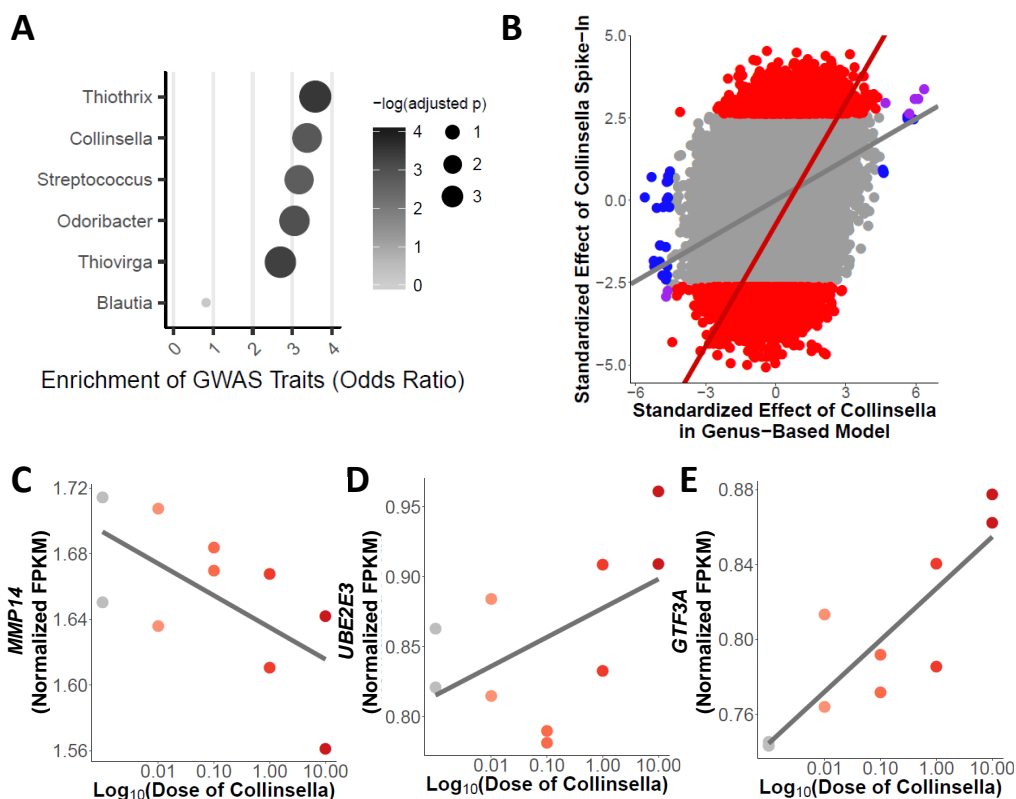 A
Thiothrix
Collinsella
Streptococcus
Odoribacter
Thiovirga
Blautia
0 1 2 3 4
Enrichment of GWAS Traits (Odds Ratio)
−log(adjusted p)
4
3
2
1
0
1
2
3
B
Standardized Effect of Collinsella Spike−In
5.0
2.5
0.0
−2.5
−5.0
−6 −3 0 3 6
Standardized Effect of Collinsella
in Genus−Based Model
C
MMP14
(Normalized FPKM)
1.72
1.68
1.64
1.60
1.56
0.01 0.10 1.00 10.00
Log10(Dose of Collinsella)
D
UBE2E3
(Normalized FPKM)
0.95
0.90
0.85
0.80
0.01 0.10 1.00 10.00
Log10(Dose of Collinsella)
E
GTF3A
(Normalized FPKM)
0.88
0.84
0.80
0.76
0.01 0.10 1.00 10.00
Log10(Dose of Collinsella)